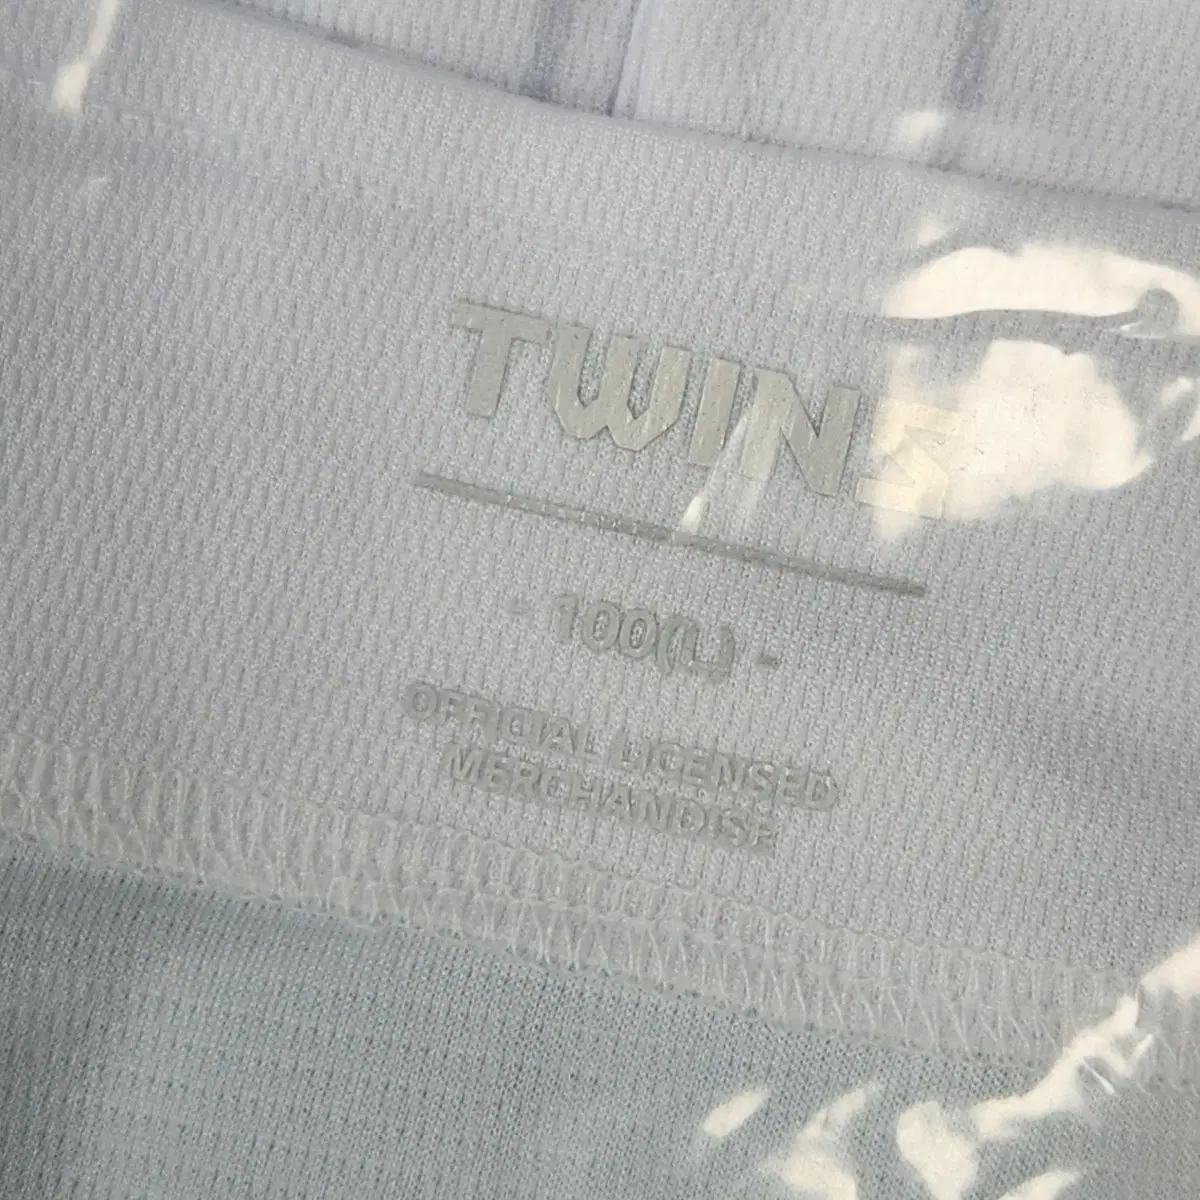 TWINS
- 100(L) -
OFFICIAL LICENSED
MERCHANDISE